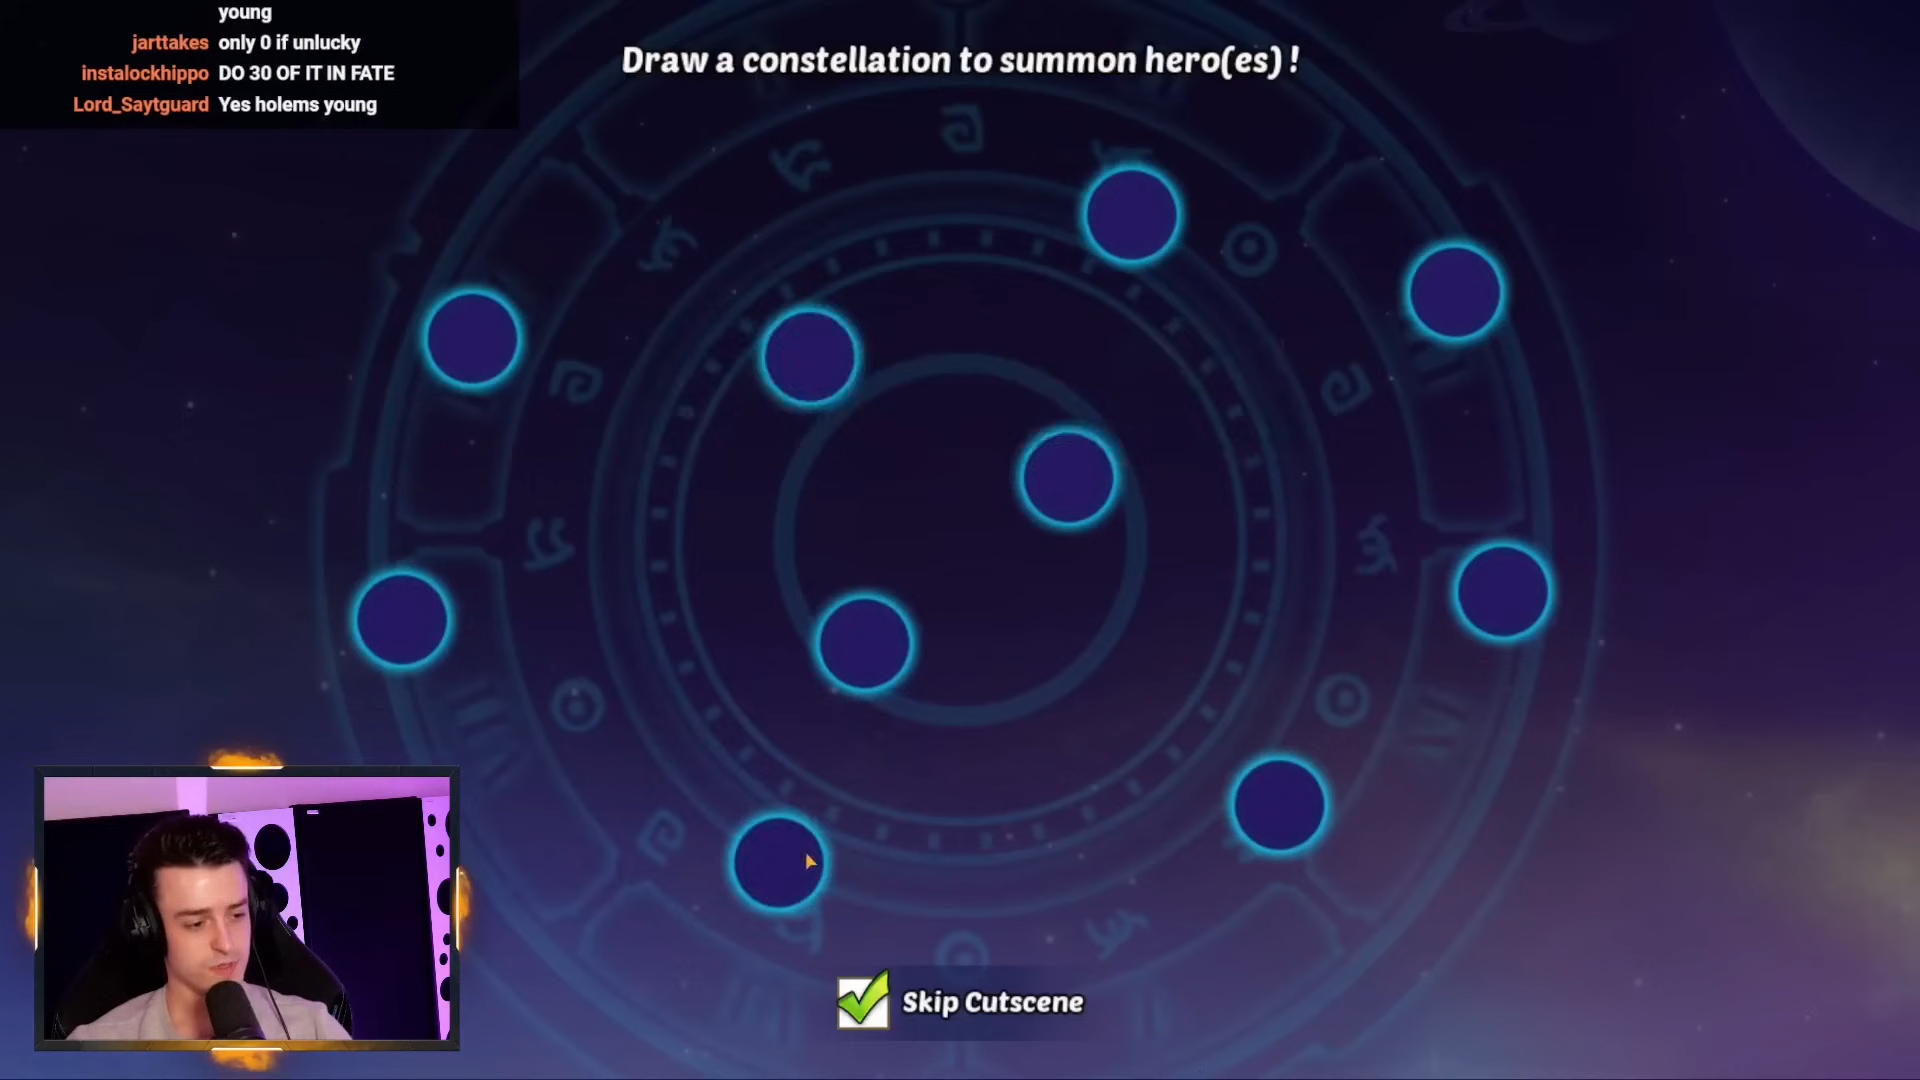 young
jarttakes only 0 if unlucky
instalockhippo DO 30 OF IT IN FATE
Lord_Saytguard Yes holems young
Draw a constellation to summon hero(es) !
Skip Cutscene